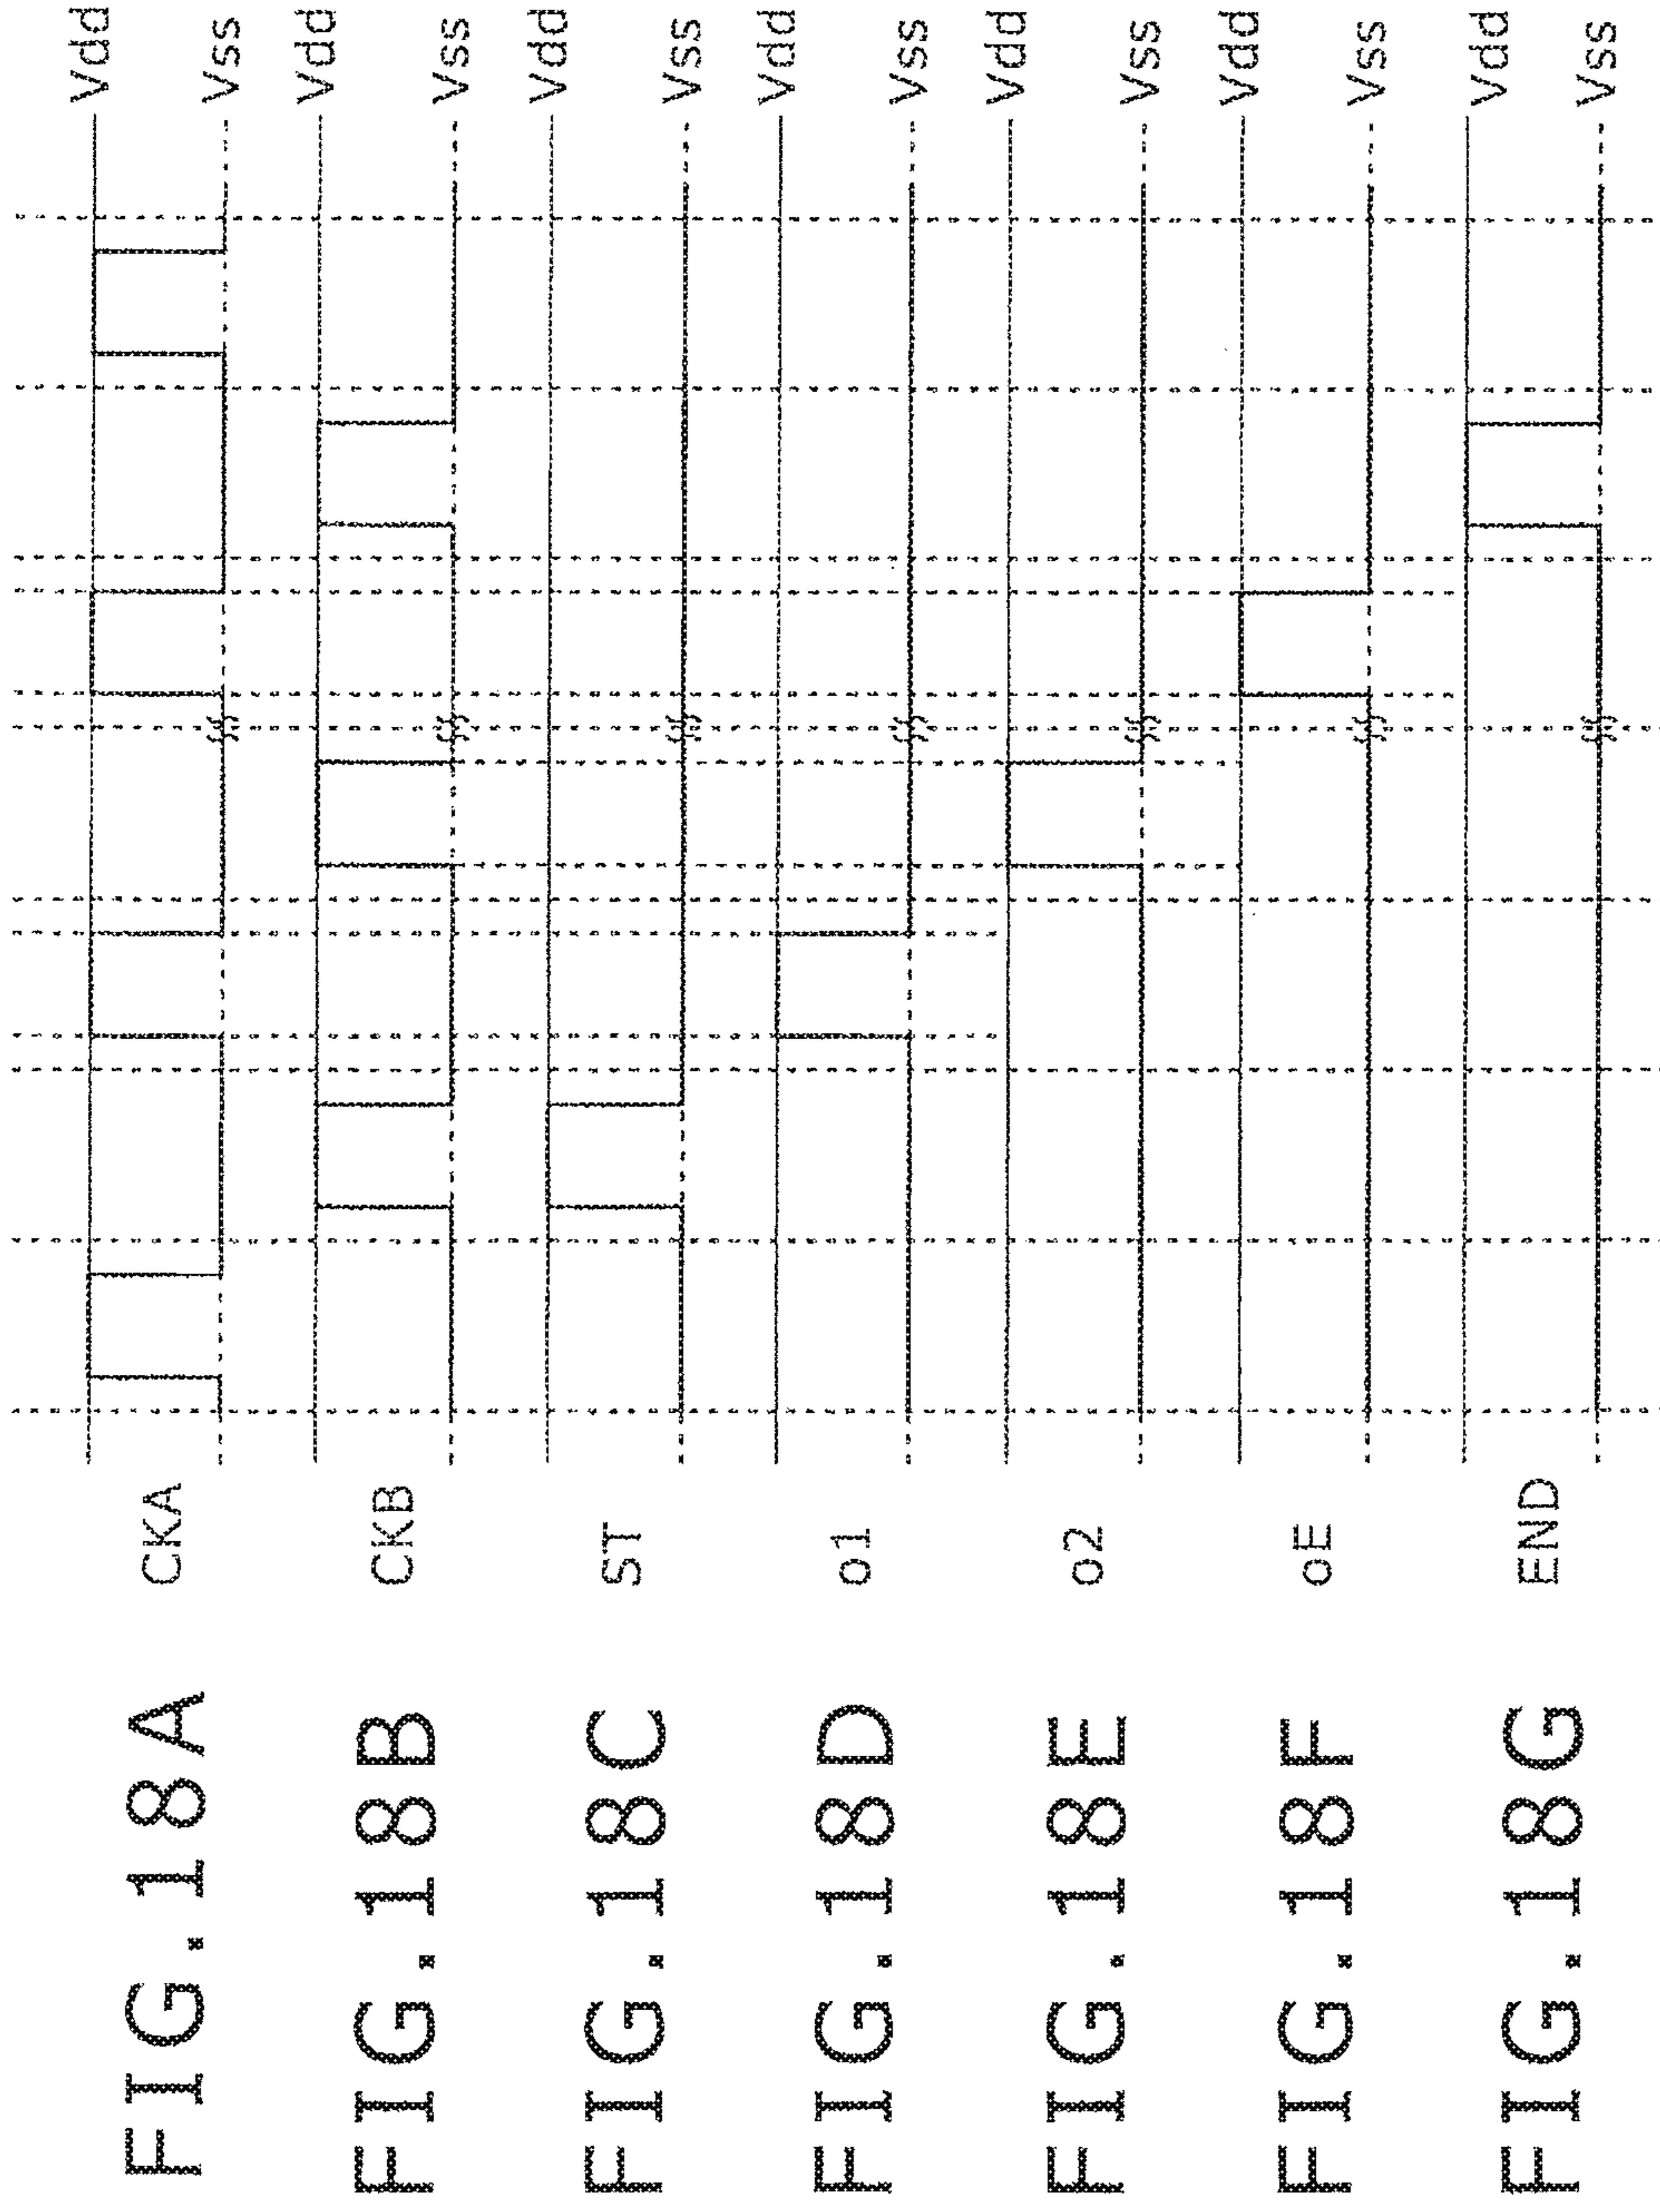 FIG.18A CKA Vdd
Vss
FIG.18B CKB Vdd
Vss
FIG.18C ST Vdd
Vss
FIG.18D o1 Vdd
Vss
FIG.18E o2 Vdd
Vss
FIG.18F oE Vdd
Vss
FIG.18G END Vdd
Vss